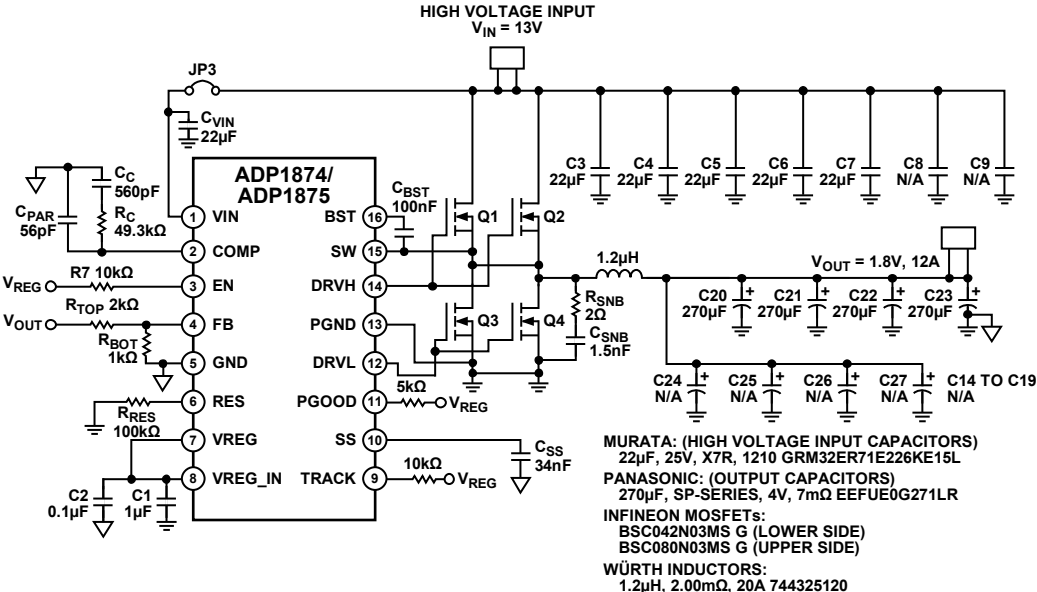 HIGH VOLTAGE INPUT
VIN = 13V
JP3
CVIN
22µF
CC
560pF
CPAR
56pF
RC
49.3kΩ
ADP1874/
ADP1875
1 VIN
2 COMP
3 EN
4 FB
5 GND
6 RES
7 VREG
8 VREG_IN
BST 16
SW 15
DRVH 14
PGND 13
DRVL 12
PGOOD 11
SS 10
TRACK 9
VREG
R7 10kΩ
VOUT
RTOP 2kΩ
RBOT
1kΩ
RRES
100kΩ
C2
0.1µF
C1
1µF
CBST
100nF
Q1
Q2
Q3
Q4
5kΩ
VREG
CSS
34nF
10kΩ
VREG
C3
22µF
C4
22µF
C5
22µF
C6
22µF
C7
22µF
C8
N/A
C9
N/A
1.2µH
RSNB
2Ω
CSNB
1.5nF
VOUT = 1.8V, 12A
C20
270µF
+
C21
270µF
+
C22
270µF
+
C23
270µF
+
C24
N/A
+
C25
N/A
+
C26
N/A
+
C27
N/A
+
C14 TO C19
N/A
MURATA: (HIGH VOLTAGE INPUT CAPACITORS)
22µF, 25V, X7R, 1210 GRM32ER71E226KE15L
PANASONIC: (OUTPUT CAPACITORS)
270µF, SP-SERIES, 4V, 7mΩ EEFUE0G271LR
INFINEON MOSFETs:
BSC042N03MS G (LOWER SIDE)
BSC080N03MS G (UPPER SIDE)
WÜRTH INDUCTORS:
1.2µH, 2.00mΩ, 20A 744325120